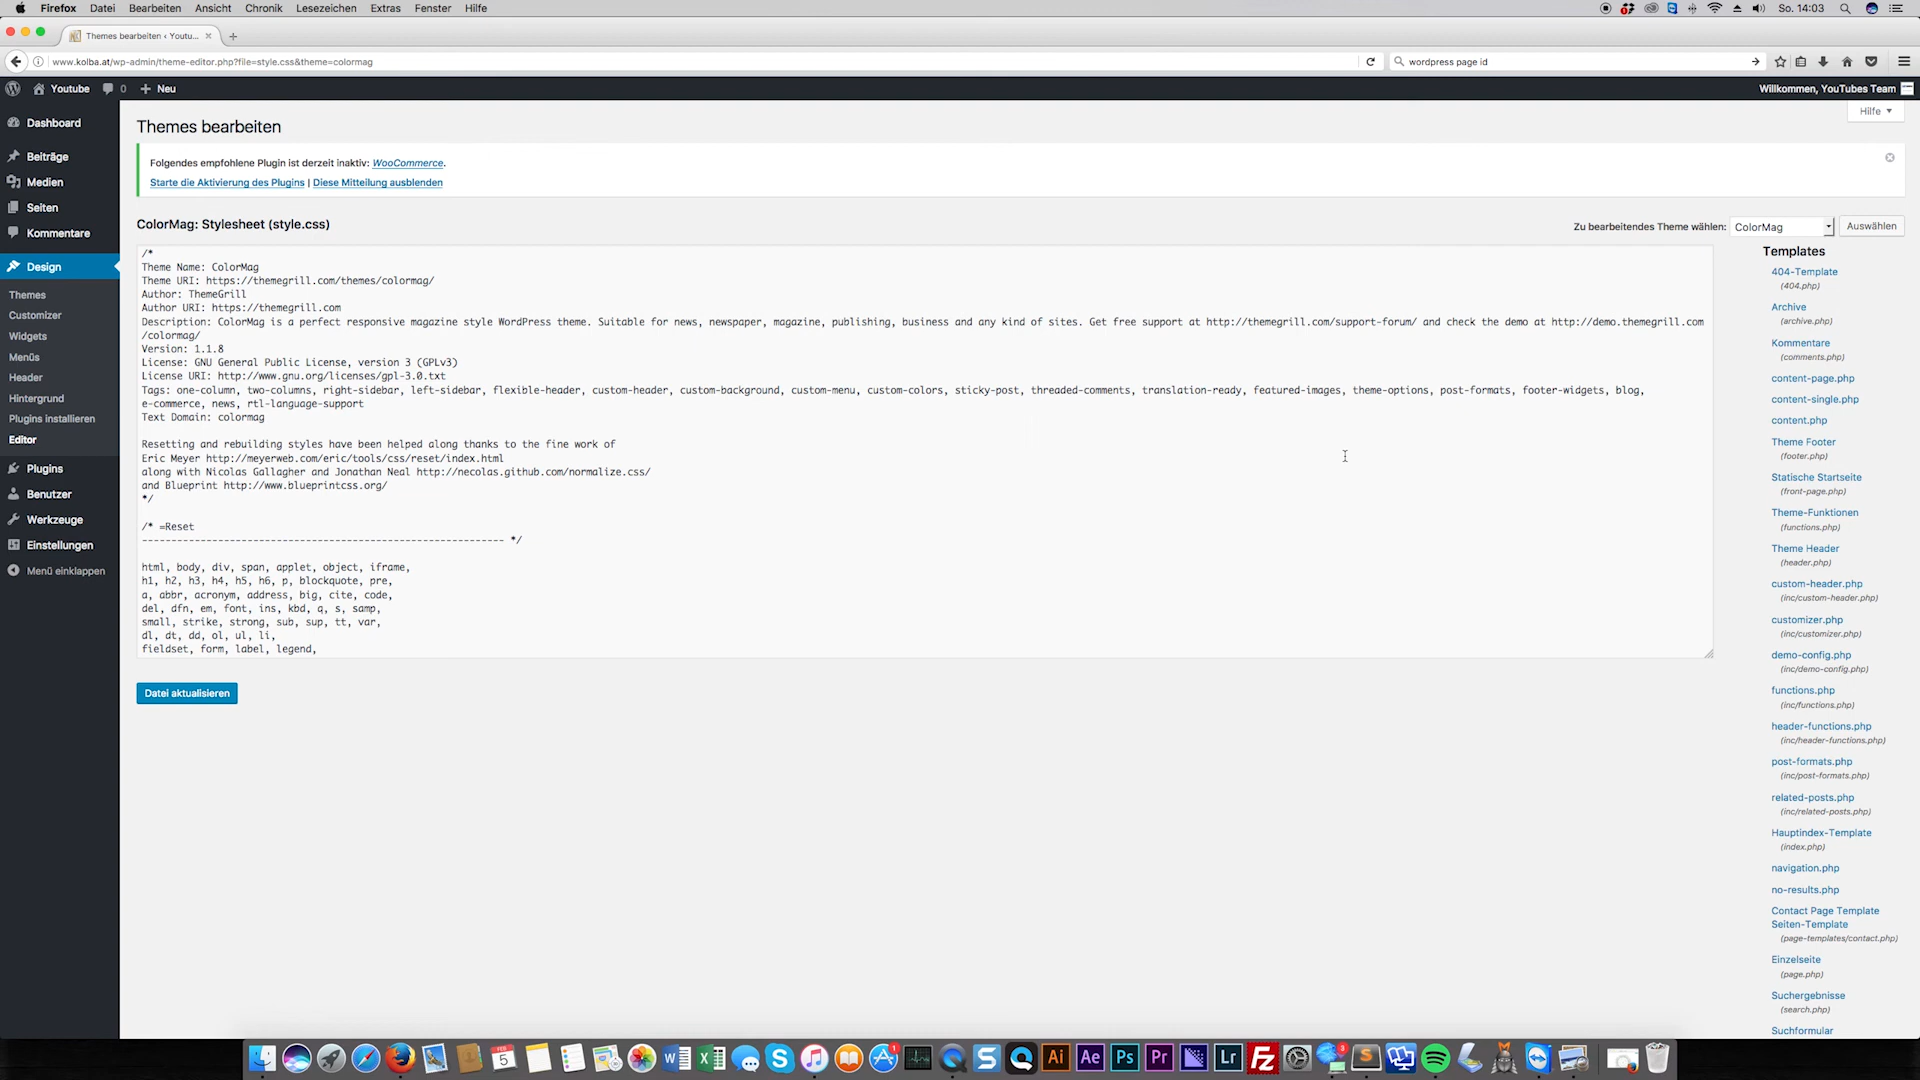 Firefox Datei Bearbeiten Ansicht Chronik Lesezeichen Extras Fenster Hilfe So. 14:03
Themes bearbeiten ‹ Youtu...
www.kolba.at/wp-admin/theme-editor.php?file=style.css&theme=colormag wordpress page id
Youtube 0 Neu Willkommen, YouTubes Team
Hilfe
Dashboard
Beiträge
Medien
Seiten
Kommentare
Design
Themes
Customizer
Widgets
Menüs
Header
Hintergrund
Plugins installieren
Editor
Plugins
Benutzer
Werkzeuge
Einstellungen
Menü einklappen
Themes bearbeiten
Folgendes empfohlene Plugin ist derzeit inaktiv: WooCommerce.
Starte die Aktivierung des Plugins | Diese Mitteilung ausblenden
ColorMag: Stylesheet (style.css)
Zu bearbeitendes Theme wählen: ColorMag Auswählen
/*
Theme Name: ColorMag
Theme URI: https://themegrill.com/themes/colormag/
Author: ThemeGrill
Author URI: https://themegrill.com
Description: ColorMag is a perfect responsive magazine style WordPress theme. Suitable for news, newspaper, magazine, publishing, business and any kind of sites. Get free support at http://themegrill.com/support-forum/ and check the demo at http://demo.themegrill.com
/colormag/
Version: 1.1.8
License: GNU General Public License, version 3 (GPLv3)
License URI: http://www.gnu.org/licenses/gpl-3.0.txt
Tags: one-column, two-columns, right-sidebar, left-sidebar, flexible-header, custom-header, custom-background, custom-menu, custom-colors, sticky-post, threaded-comments, translation-ready, featured-images, theme-options, post-formats, footer-widgets, blog,
e-commerce, news, rtl-language-support
Text Domain: colormag
Resetting and rebuilding styles have been helped along thanks to the fine work of
Eric Meyer http://meyerweb.com/eric/tools/css/reset/index.html
along with Nicolas Gallagher and Jonathan Neal http://necolas.github.com/normalize.css/
and Blueprint http://www.blueprintcss.org/
*/
/* =Reset
-------------------------------------------------------------- */
html, body, div, span, applet, object, iframe,
h1, h2, h3, h4, h5, h6, p, blockquote, pre,
a, abbr, acronym, address, big, cite, code,
del, dfn, em, font, ins, kbd, q, s, samp,
small, strike, strong, sub, sup, tt, var,
dl, dt, dd, ol, ul, li,
fieldset, form, label, legend,
Datei aktualisieren
Templates
404-Template
(404.php)
Archive
(archive.php)
Kommentare
(comments.php)
content-page.php
content-single.php
content.php
Theme Footer
(footer.php)
Statische Startseite
(front-page.php)
Theme-Funktionen
(functions.php)
Theme Header
(header.php)
custom-header.php
(inc/custom-header.php)
customizer.php
(inc/customizer.php)
demo-config.php
(inc/demo-config.php)
functions.php
(inc/functions.php)
header-functions.php
(inc/header-functions.php)
post-formats.php
(inc/post-formats.php)
related-posts.php
(inc/related-posts.php)
Hauptindex-Template
(index.php)
navigation.php
no-results.php
Contact Page Template
Seiten-Template
(page-templates/contact.php)
Einzelseite
(page.php)
Suchergebnisse
(search.php)
Suchformular
FEB 5 W X S Ai Ae Ps Pr Lr Fz S